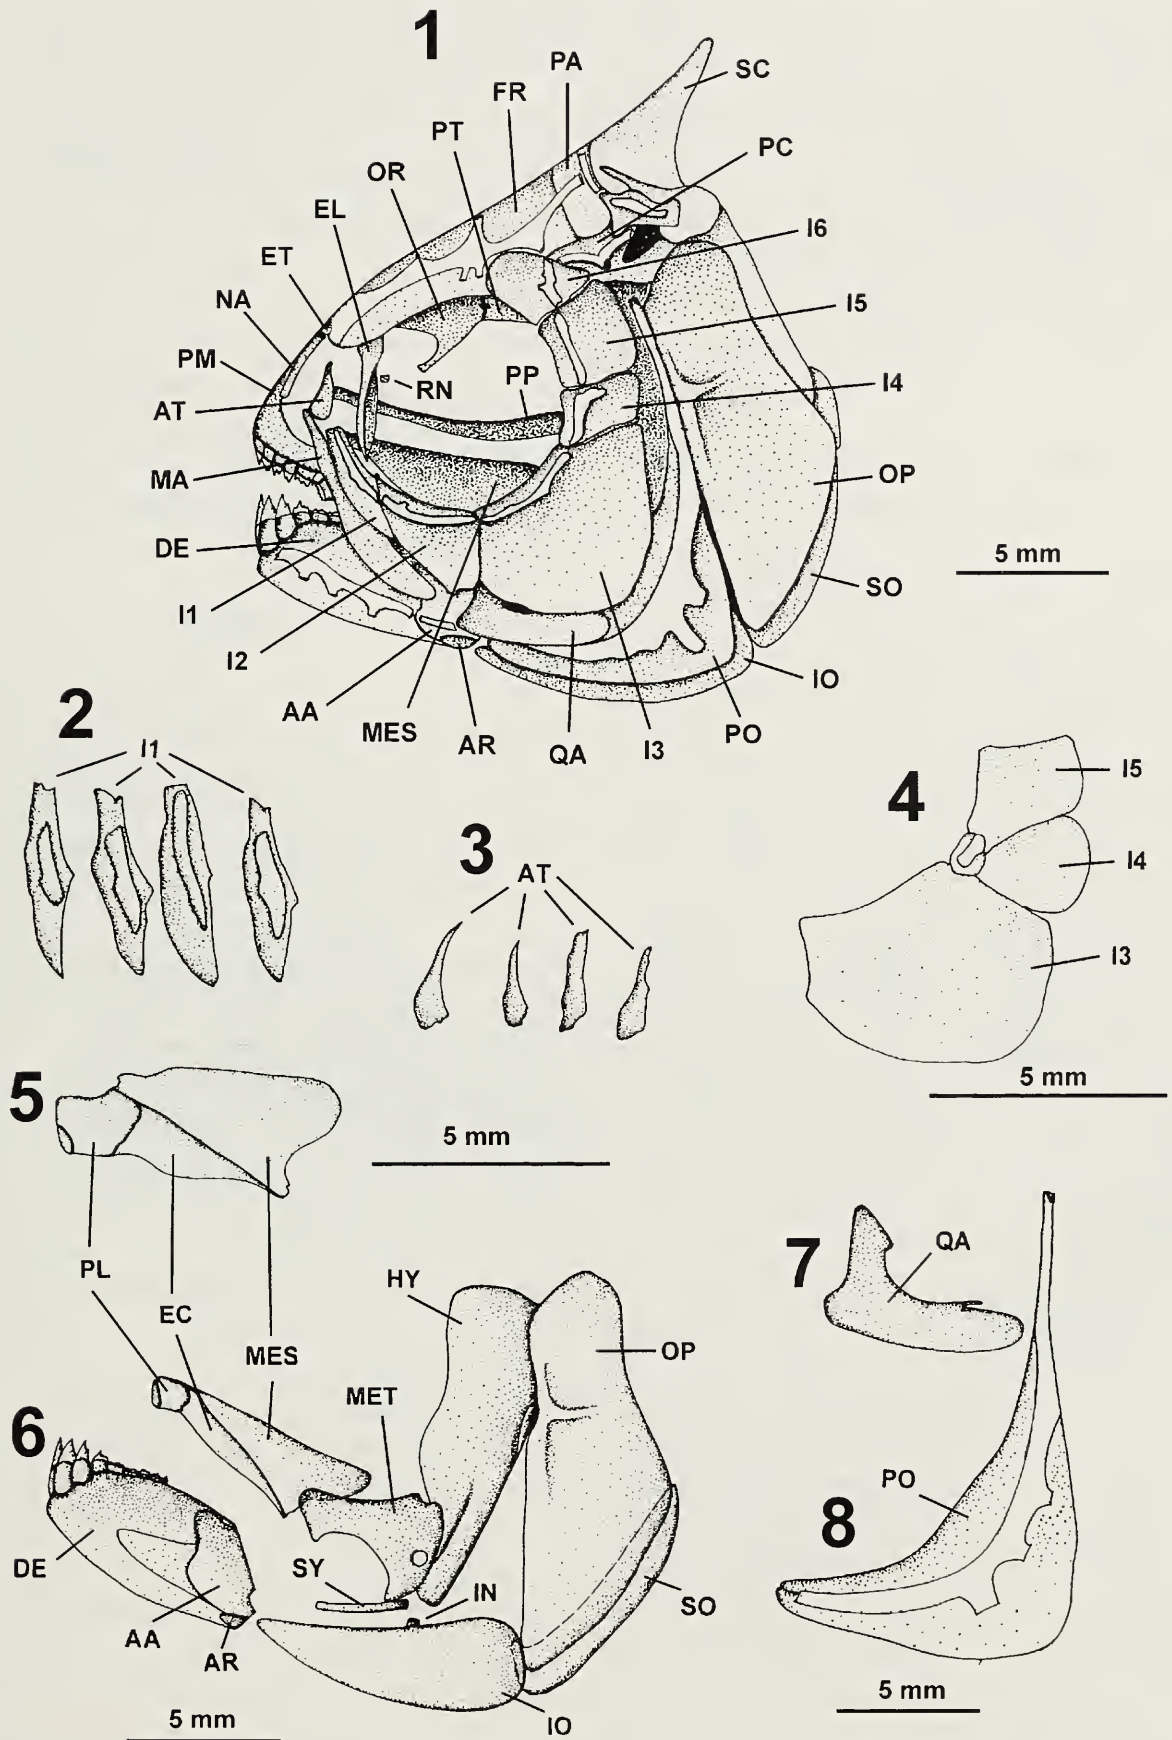 1
PA
SC
FR
PT
PC
OR
EL
I6
ET
NA
I5
PM
RN
PP
I4
AT
MA
OP
DE
5 mm
I1
SO
I2
IO
AA
MES
AR
QA
I3
PO
2
I1
3
AT
4
I5
I4
I3
5 mm
5
5 mm
PL
EC
MES
HY
OP
MET
6
DE
SY
IN
SO
AA
AR
IO
5 mm
7
QA
8
PO
5 mm